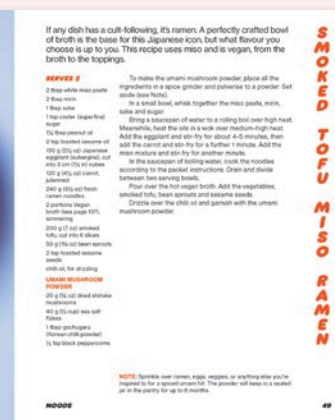 If any dish has a cult-following, it's ramen. A perfectly crafted bowl
of broth is the base for this Japanese icon, but what flavour you
choose is up to you. This recipe uses miso and is vegan, from the
broth to the toppings.
SERVES 2
2 tbsp white miso paste
2 tbsp mirin
1 tbsp sake
1 tsp caster (superfine)
sugar
1½ tbsp peanut oil
2 tsp toasted sesame oil
150 g (5½ oz) Japanese
eggplant (aubergine), cut
into 3 cm (1¼ in) cubes
120 g (4½ oz) carrot,
julienned
240 g (8½ oz) fresh
ramen noodles
2 portions Vegan
broth (see page 137),
simmering
200 g (7 oz) smoked
tofu, cut into 6 slices
50 g (1¾ oz) bean sprouts
2 tsp toasted sesame
seeds
chilli oil, for drizzling
UMAMI MUSHROOM
POWDER
20 g (¾ oz) dried shiitake
mushrooms
40 g (⅓ cup) sea salt
flakes
1 tbsp gochugaru
(Korean chilli powder)
½ tsp black peppercorns
To make the umami mushroom powder, place all the
ingredients in a spice grinder and pulverise to a powder. Set
aside (see Note).
In a small bowl, whisk together the miso paste, mirin,
sake and sugar.
Bring a saucepan of water to a rolling boil over high heat.
Meanwhile, heat the oils in a wok over medium-high heat.
Add the eggplant and stir-fry for about 4–5 minutes, then
add the carrot and stir-fry for a further 1 minute. Add the
miso mixture and stir-fry for another minute.
In the saucepan of boiling water, cook the noodles
according to the packet instructions. Drain and divide
between two serving bowls.
Pour over the hot vegan broth. Add the vegetables,
smoked tofu, bean sprouts and sesame seeds.
Drizzle over the chilli oil and garnish with the umami
mushroom powder.
NOTE: Sprinkle over ramen, eggs, veggies, or anything else you're
inspired to for a spiced umami hit. The powder will keep in a sealed
jar in the pantry for up to 6 months.
NOODS
49
SMOKED TOFU MISO RAMEN